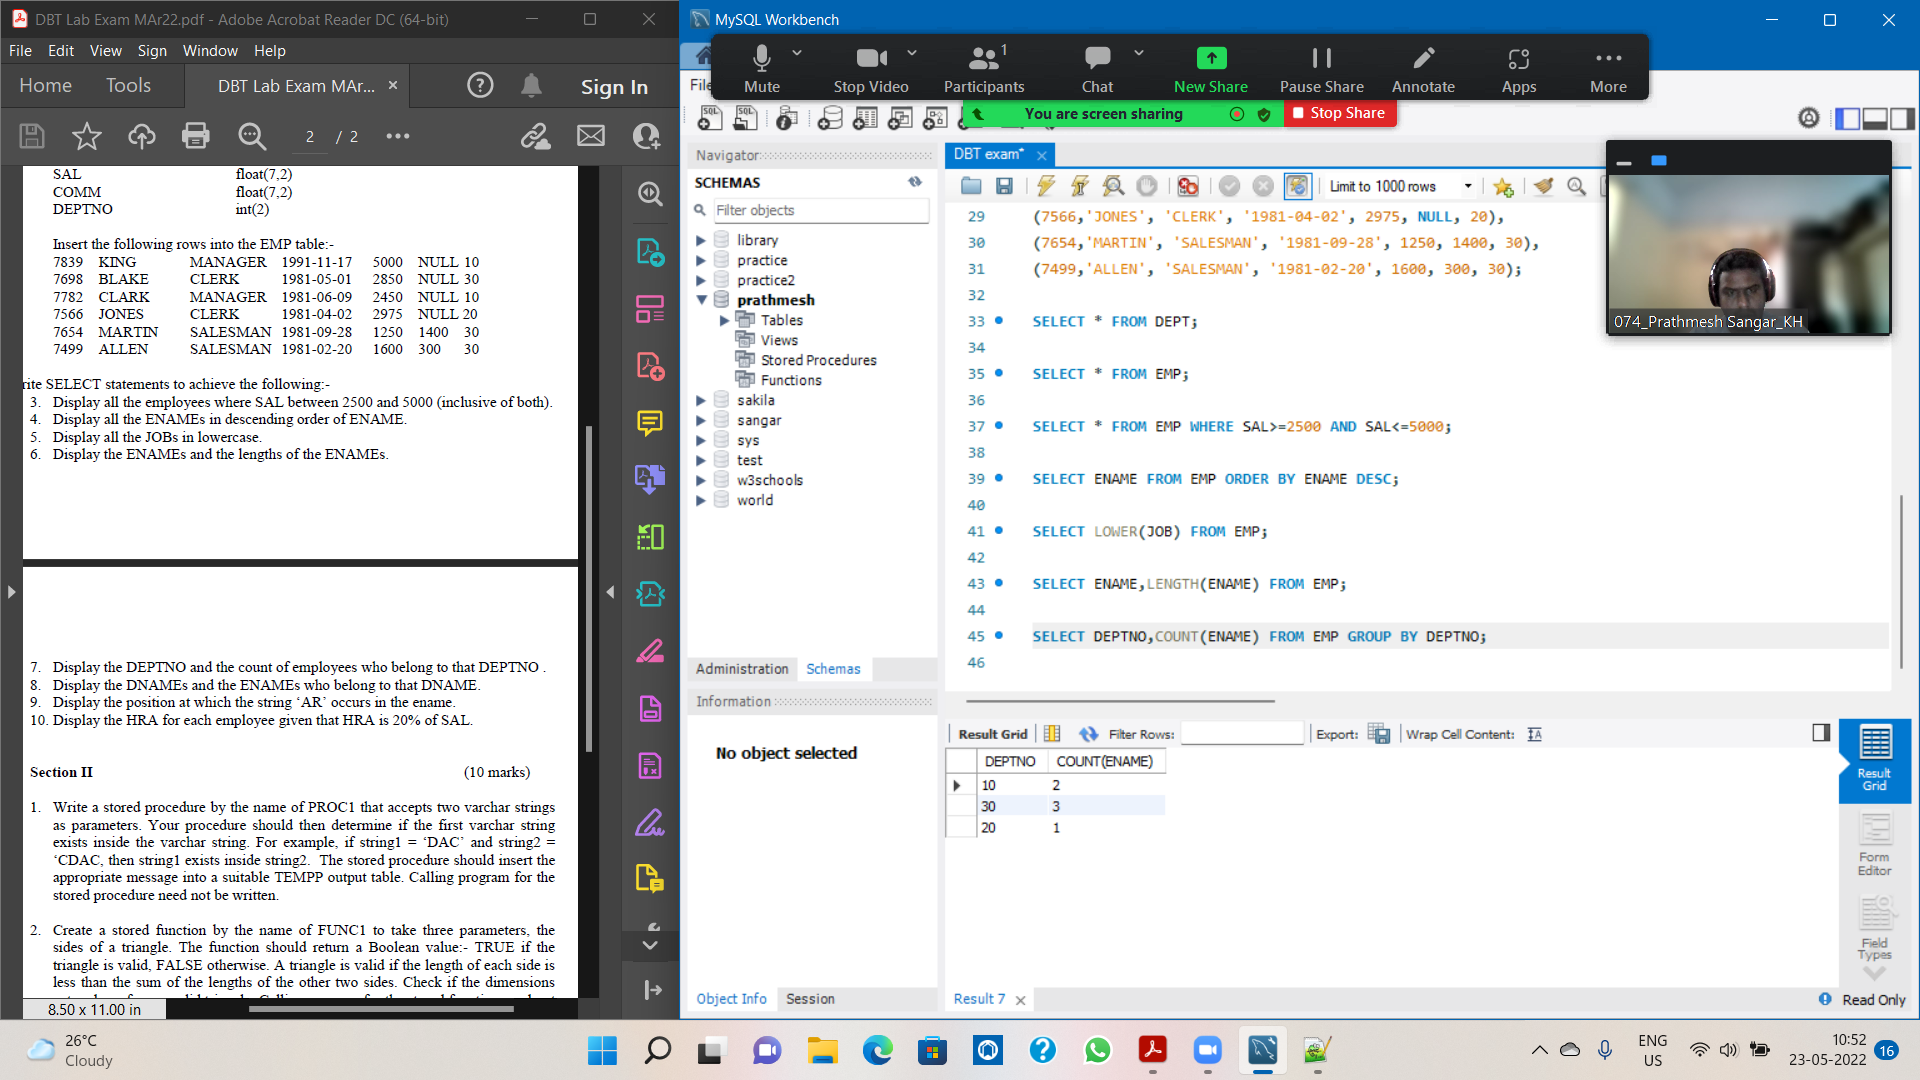 DBT Lab Exam MAr22.pdf - Adobe Acrobat Reader DC (64-bit)
File Edit View Sign Window Help
Home Tools DBT Lab Exam MAr... × Sign In
2 / 2
SAL float(7,2)
COMM float(7,2)
DEPTNO int(2)
Insert the following rows into the EMP table:-
7839 KING MANAGER 1991-11-17 5000 NULL 10
7698 BLAKE CLERK 1981-05-01 2850 NULL 30
7782 CLARK MANAGER 1981-06-09 2450 NULL 10
7566 JONES CLERK 1981-04-02 2975 NULL 20
7654 MARTIN SALESMAN 1981-09-28 1250 1400 30
7499 ALLEN SALESMAN 1981-02-20 1600 300 30
rite SELECT statements to achieve the following:-
3. Display all the employees where SAL between 2500 and 5000 (inclusive of both).
4. Display all the ENAMEs in descending order of ENAME.
5. Display all the JOBs in lowercase.
6. Display the ENAMEs and the lengths of the ENAMEs.
7. Display the DEPTNO and the count of employees who belong to that DEPTNO .
8. Display the DNAMEs and the ENAMEs who belong to that DNAME.
9. Display the position at which the string ‘AR’ occurs in the ename.
10. Display the HRA for each employee given that HRA is 20% of SAL.
Section II (10 marks)
1. Write a stored procedure by the name of PROC1 that accepts two varchar strings
as parameters. Your procedure should then determine if the first varchar string
exists inside the varchar string. For example, if string1 = ‘DAC’ and string2 =
‘CDAC, then string1 exists inside string2. The stored procedure should insert the
appropriate message into a suitable TEMPP output table. Calling program for the
stored procedure need not be written.
2. Create a stored function by the name of FUNC1 to take three parameters, the
sides of a triangle. The function should return a Boolean value:- TRUE if the
triangle is valid, FALSE otherwise. A triangle is valid if the length of each side is
less than the sum of the lengths of the other two sides. Check if the dimensions
8.50 x 11.00 in
MySQL Workbench
File
Mute Stop Video Participants 1 Chat New Share Pause Share Annotate Apps More
You are screen sharing Stop Share
Navigator
SCHEMAS
Filter objects
library
practice
practice2
prathmesh
Tables
Views
Stored Procedures
Functions
sakila
sangar
sys
test
w3schools
world
Administration Schemas
Information
No object selected
Object Info Session
DBT exam* ×
Limit to 1000 rows
29 (7566,'JONES', 'CLERK', '1981-04-02', 2975, NULL, 20),
30 (7654,'MARTIN', 'SALESMAN', '1981-09-28', 1250, 1400, 30),
31 (7499,'ALLEN', 'SALESMAN', '1981-02-20', 1600, 300, 30);
32
33 SELECT * FROM DEPT;
34
35 SELECT * FROM EMP;
36
37 SELECT * FROM EMP WHERE SAL>=2500 AND SAL<=5000;
38
39 SELECT ENAME FROM EMP ORDER BY ENAME DESC;
40
41 SELECT LOWER(JOB) FROM EMP;
42
43 SELECT ENAME,LENGTH(ENAME) FROM EMP;
44
45 SELECT DEPTNO,COUNT(ENAME) FROM EMP GROUP BY DEPTNO;
46
074_Prathmesh Sangar_KH
Result Grid Filter Rows: Export: Wrap Cell Content:
DEPTNO COUNT(ENAME)
10 2
30 3
20 1
Result Grid
Form Editor
Field Types
Result 7 ×
Read Only
26°C
Cloudy
ENG
US
10:52
23-05-2022
16